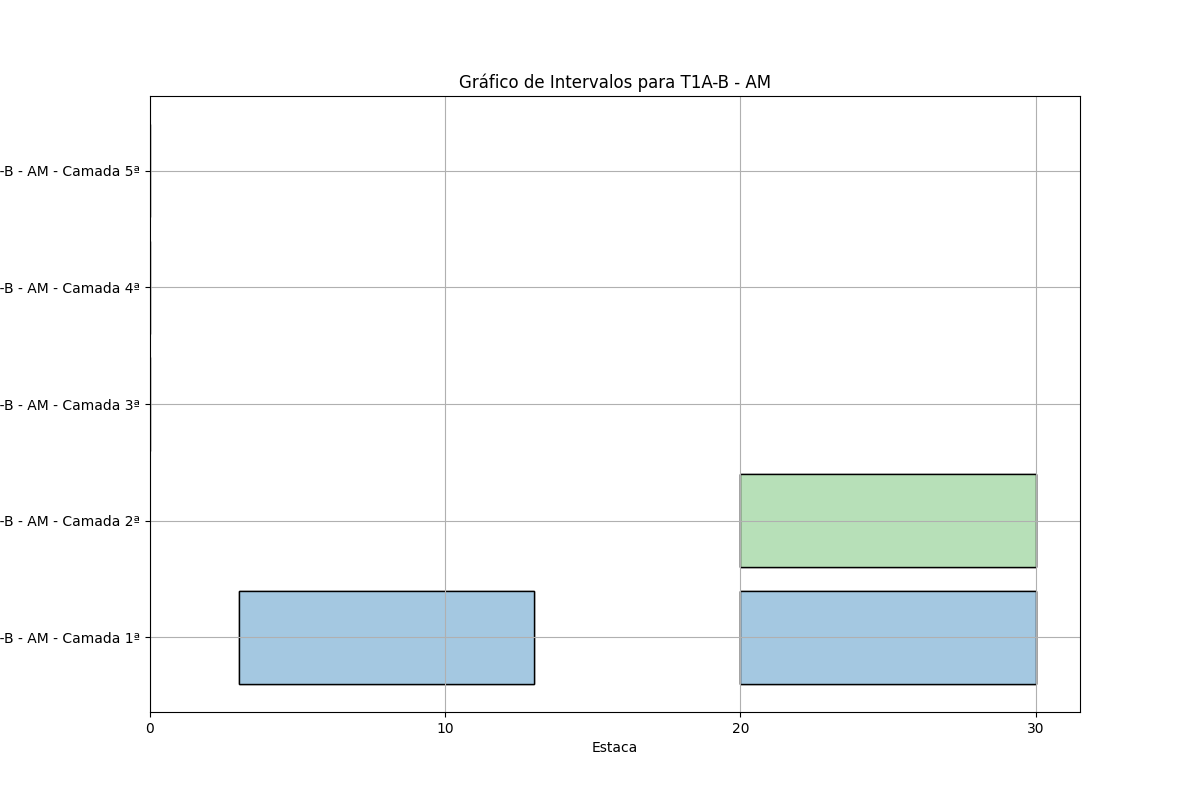 Gráfico de Intervalos para T1A-B - AM
-B - AM - Camada 5ª
-B - AM - Camada 4ª
-B - AM - Camada 3ª
-B - AM - Camada 2ª
-B - AM - Camada 1ª
0 10 20 30
Estaca